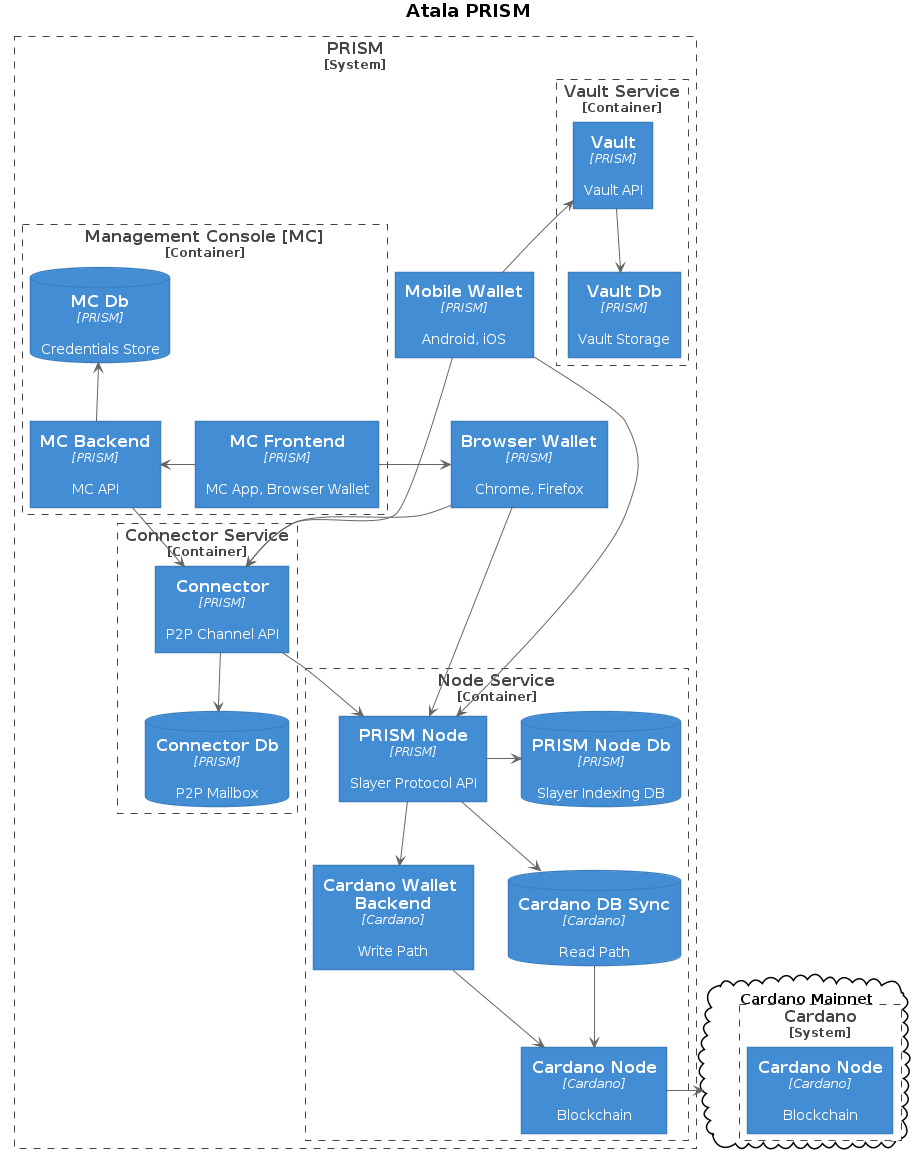 Atala PRISM
PRISM
[System]
Vault Service
[Container]
Vault
[PRISM]
Vault API
Management Console [MC]
[Container]
MC Db
[PRISM]
Credentials Store
Mobile Wallet
[PRISM]
Android, iOS
Vault Db
[PRISM]
Vault Storage
MC Backend
[PRISM]
MC API
MC Frontend
[PRISM]
MC App, Browser Wallet
Browser Wallet
[PRISM]
Chrome, Firefox
Connector Service
[Container]
Connector
[PRISM]
P2P Channel API
Node Service
[Container]
Connector Db
[PRISM]
P2P Mailbox
PRISM Node
[PRISM]
Slayer Protocol API
PRISM Node Db
[PRISM]
Slayer Indexing DB
Cardano Wallet
Backend
[Cardano]
Write Path
Cardano DB Sync
[Cardano]
Read Path
Cardano Mainnet
Cardano
[System]
Cardano Node
[Cardano]
Blockchain
Cardano Node
[Cardano]
Blockchain